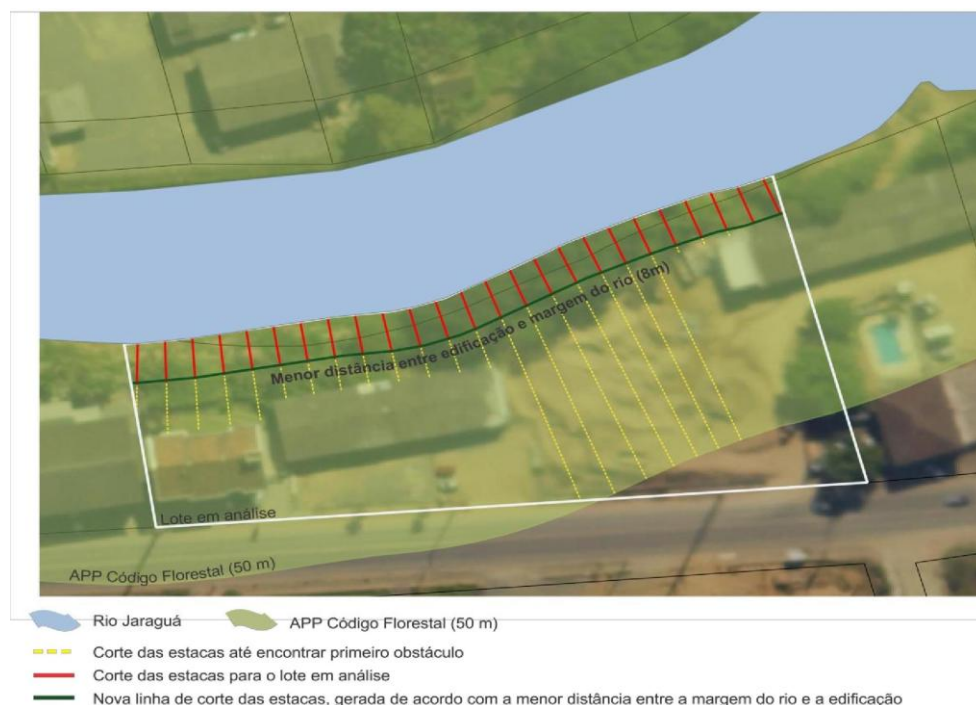 Menor distância entre edificação e margem do rio (8m)
Lote em análise
APP Código Florestal (50 m)
Rio Jaraguá
APP Código Florestal (50 m)
Corte das estacas até encontrar primeiro obstáculo
Corte das estacas para o lote em análise
Nova linha de corte das estacas, gerada de acordo com a menor distância entre a margem do rio e a edificação